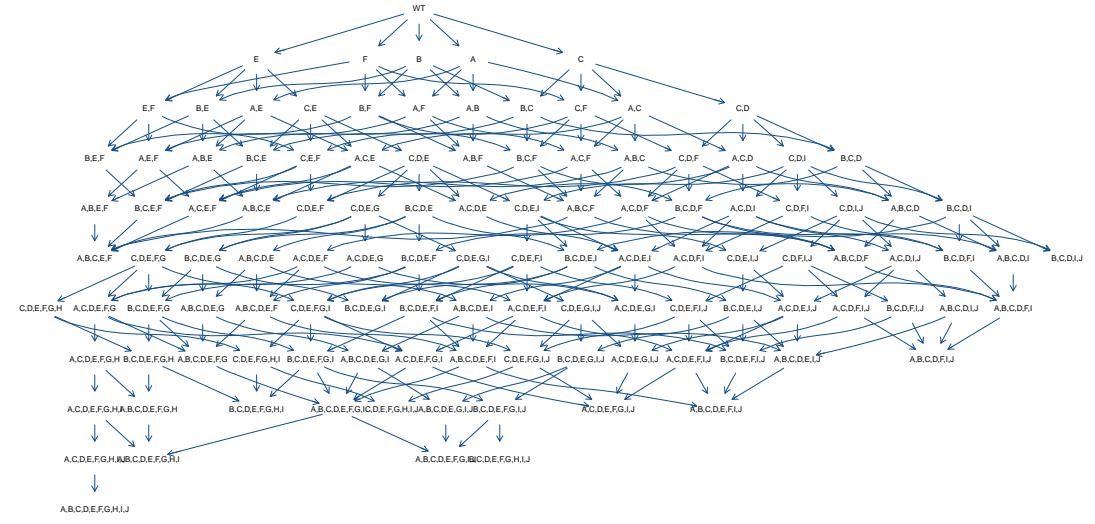 WT
E F B A C
E,F B,E A,E C,E B,F A,F A,B B,C C,F A,C C,D
B,E,F A,E,F A,B,E B,C,E C,E,F A,C,E C,D,E A,B,F B,C,F A,C,F A,B,C C,D,F A,C,D C,D,I B,C,D
A,B,E,F B,C,E,F A,C,E,F A,B,C,E C,D,E,F C,D,E,G B,C,D,E A,C,D,E C,D,E,I A,B,C,F A,C,D,F B,C,D,F A,C,D,I C,D,F,I C,D,I,J A,B,C,D B,C,D,I
A,B,C,E,F C,D,E,F,G B,C,D,E,G A,B,C,D,E A,C,D,E,F A,C,D,E,G B,C,D,E,F C,D,E,G,I C,D,E,F,I B,C,D,E,I A,C,D,E,I A,C,D,F,I C,D,E,I,J C,D,F,I,J A,B,C,D,F A,C,D,I,J B,C,D,F,I A,B,C,D,I B,C,D,I,J
C,D,E,F,G,H A,C,D,E,F,G B,C,D,E,F,G A,B,C,D,E,G A,B,C,D,E,F C,D,E,F,G,I B,C,D,E,G,I B,C,D,E,F,I A,B,C,D,E,I A,C,D,E,F,I C,D,E,G,I,J A,C,D,E,G,I C,D,E,F,I,J B,C,D,E,I,J A,C,D,E,I,J A,C,D,F,I,J B,C,D,F,I,J A,B,C,D,I,J A,B,C,D,F,I
A,C,D,E,F,G,H B,C,D,E,F,G,H A,B,C,D,E,F,G C,D,E,F,G,H,I B,C,D,E,F,G,I A,B,C,D,E,G,I A,C,D,E,F,G,I A,B,C,D,E,F,I C,D,E,F,G,I,J B,C,D,E,G,I,J A,C,D,E,G,I,J A,C,D,E,F,I,J B,C,D,E,F,I,J A,B,C,D,E,I,J A,B,C,D,F,I,J
A,C,D,E,F,G,H,I A,B,C,D,E,F,G,H B,C,D,E,F,G,H,I A,B,C,D,E,F,G,I C,D,E,F,G,H,I,J A,B,C,D,E,G,I,J B,C,D,E,F,G,I,J A,C,D,E,F,G,I,J A,B,C,D,E,F,I,J
A,C,D,E,F,G,H,I,J A,B,C,D,E,F,G,H,I A,B,C,D,E,F,G,I,J B,C,D,E,F,G,H,I,J
A,B,C,D,E,F,G,H,I,J